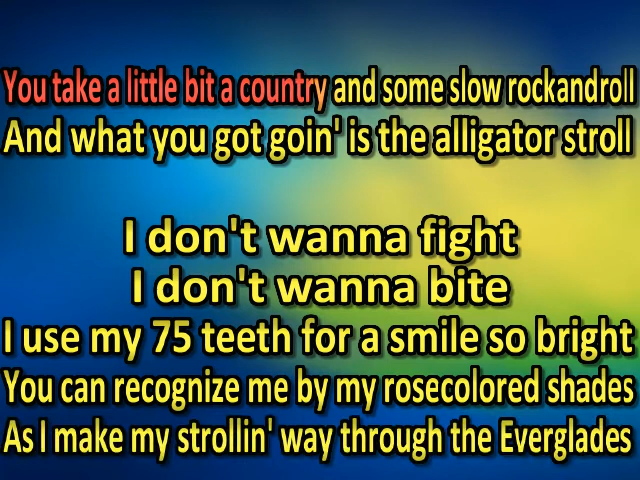 You take a little bit a country and some slow rockandroll
And what you got goin' is the alligator stroll
I don't wanna fight
I don't wanna bite
I use my 75 teeth for a smile so bright
You can recognize me by my rosecolored shades
As I make my strollin' way through the Everglades